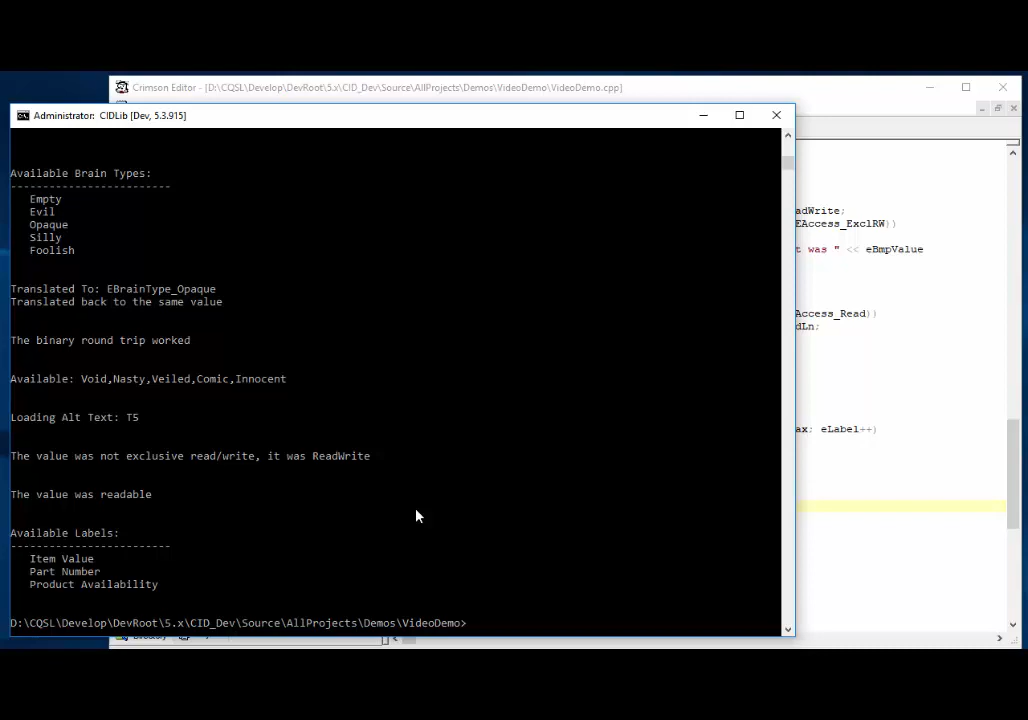 Crimson Editor - [D:\CQSL\Develop\DevRoot\5.x\CID_Dev\Source\AllProjects\Demos\VideoDemo\VideoDemo.cpp]
Administrator: CIDLib [Dev, 5.3.915]
Available Brain Types:
-------------------------
Empty
Evil
Opaque
Silly
Foolish
Translated To: EBrainType_Opaque
Translated back to the same value
The binary round trip worked
Available: Void,Nasty,Veiled,Comic,Innocent
Loading Alt Text: T5
The value was not exclusive read/write, it was ReadWrite
The value was readable
Available Labels:
-------------------------
Item Value
Part Number
Product Availability
D:\CQSL\Develop\DevRoot\5.x\CID_Dev\Source\AllProjects\Demos\VideoDemo>
adWrite;
EAccess_ExclRW))
t was " << eBmpValue
Access_Read))
dLn;
ax; eLabel++)